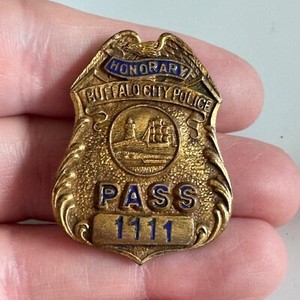 HONORARY
BUFFALO CITY POLICE
PASS
1111